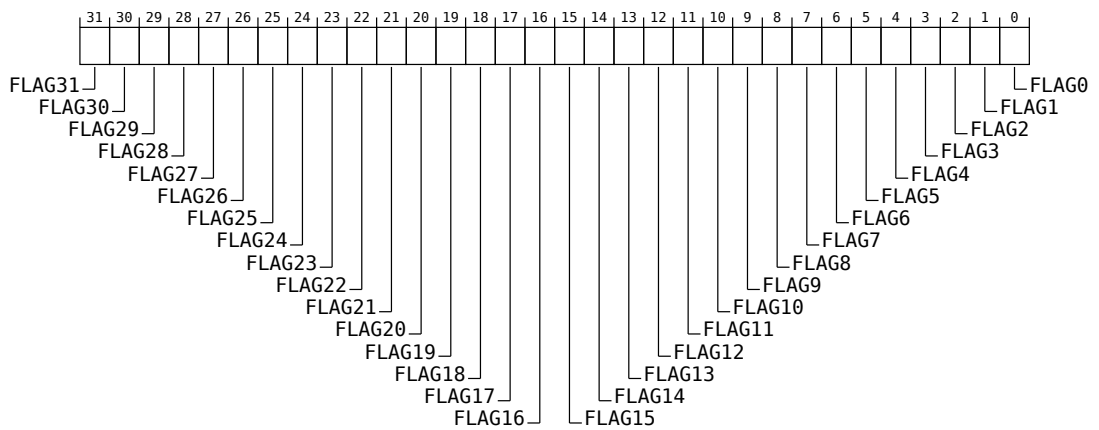 31 30 29 28 27 26 25 24 23 22 21 20 19 18 17 16 15 14 13 12 11 10 9 8 7 6 5 4 3 2 1 0
FLAG31 FLAG0
FLAG30 FLAG1
FLAG29 FLAG2
FLAG28 FLAG3
FLAG27 FLAG4
FLAG26 FLAG5
FLAG25 FLAG6
FLAG24 FLAG7
FLAG23 FLAG8
FLAG22 FLAG9
FLAG21 FLAG10
FLAG20 FLAG11
FLAG19 FLAG12
FLAG18 FLAG13
FLAG17 FLAG14
FLAG16 FLAG15